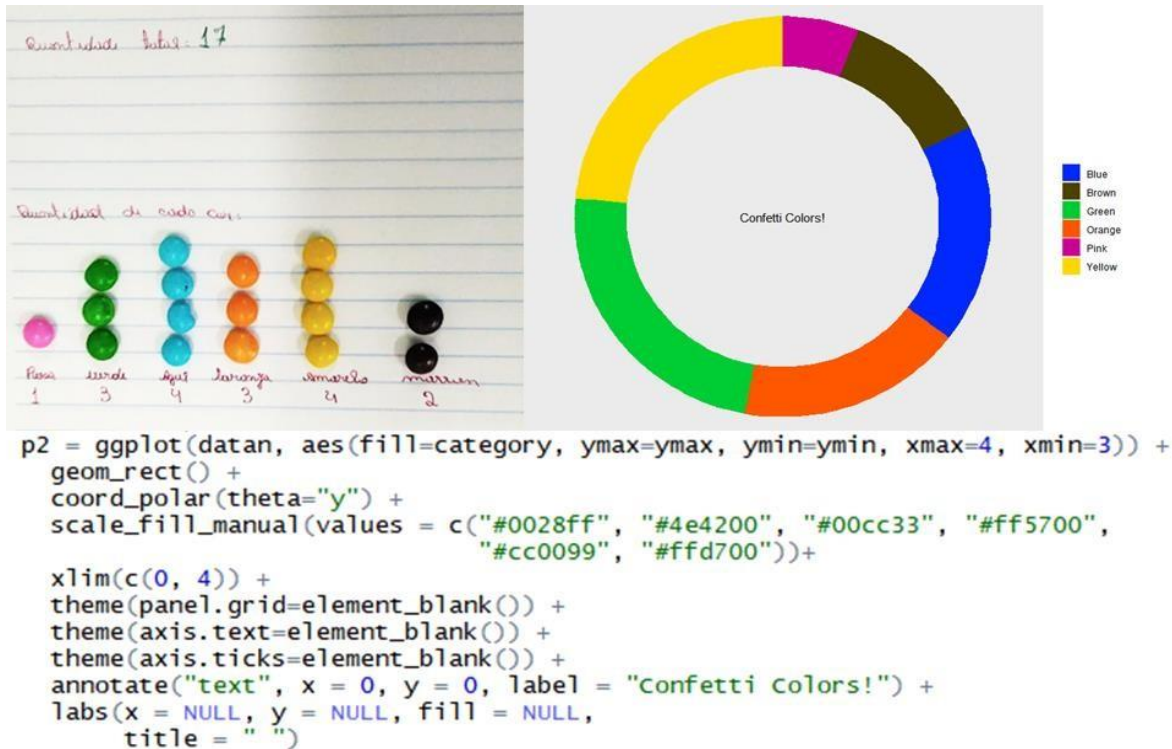 Quantidade total: 17
Quantidad de cada cor:
Rosa verde Azul laranja Amarelo marrom
1 3 4 3 4 2
Confetti Colors!
Blue
Brown
Green
Orange
Pink
Yellow
p2 = ggplot(datan, aes(fill=category, ymax=ymax, ymin=ymin, xmax=4, xmin=3)) +
geom_rect() +
coord_polar(theta="y") +
scale_fill_manual(values = c("#0028ff", "#4e4200", "#00cc33", "#ff5700",
"#cc0099", "#ffd700"))+
xlim(c(0, 4)) +
theme(panel.grid=element_blank()) +
theme(axis.text=element_blank()) +
theme(axis.ticks=element_blank()) +
annotate("text", x = 0, y = 0, label = "Confetti Colors!") +
labs(x = NULL, y = NULL, fill = NULL,
title = " ")